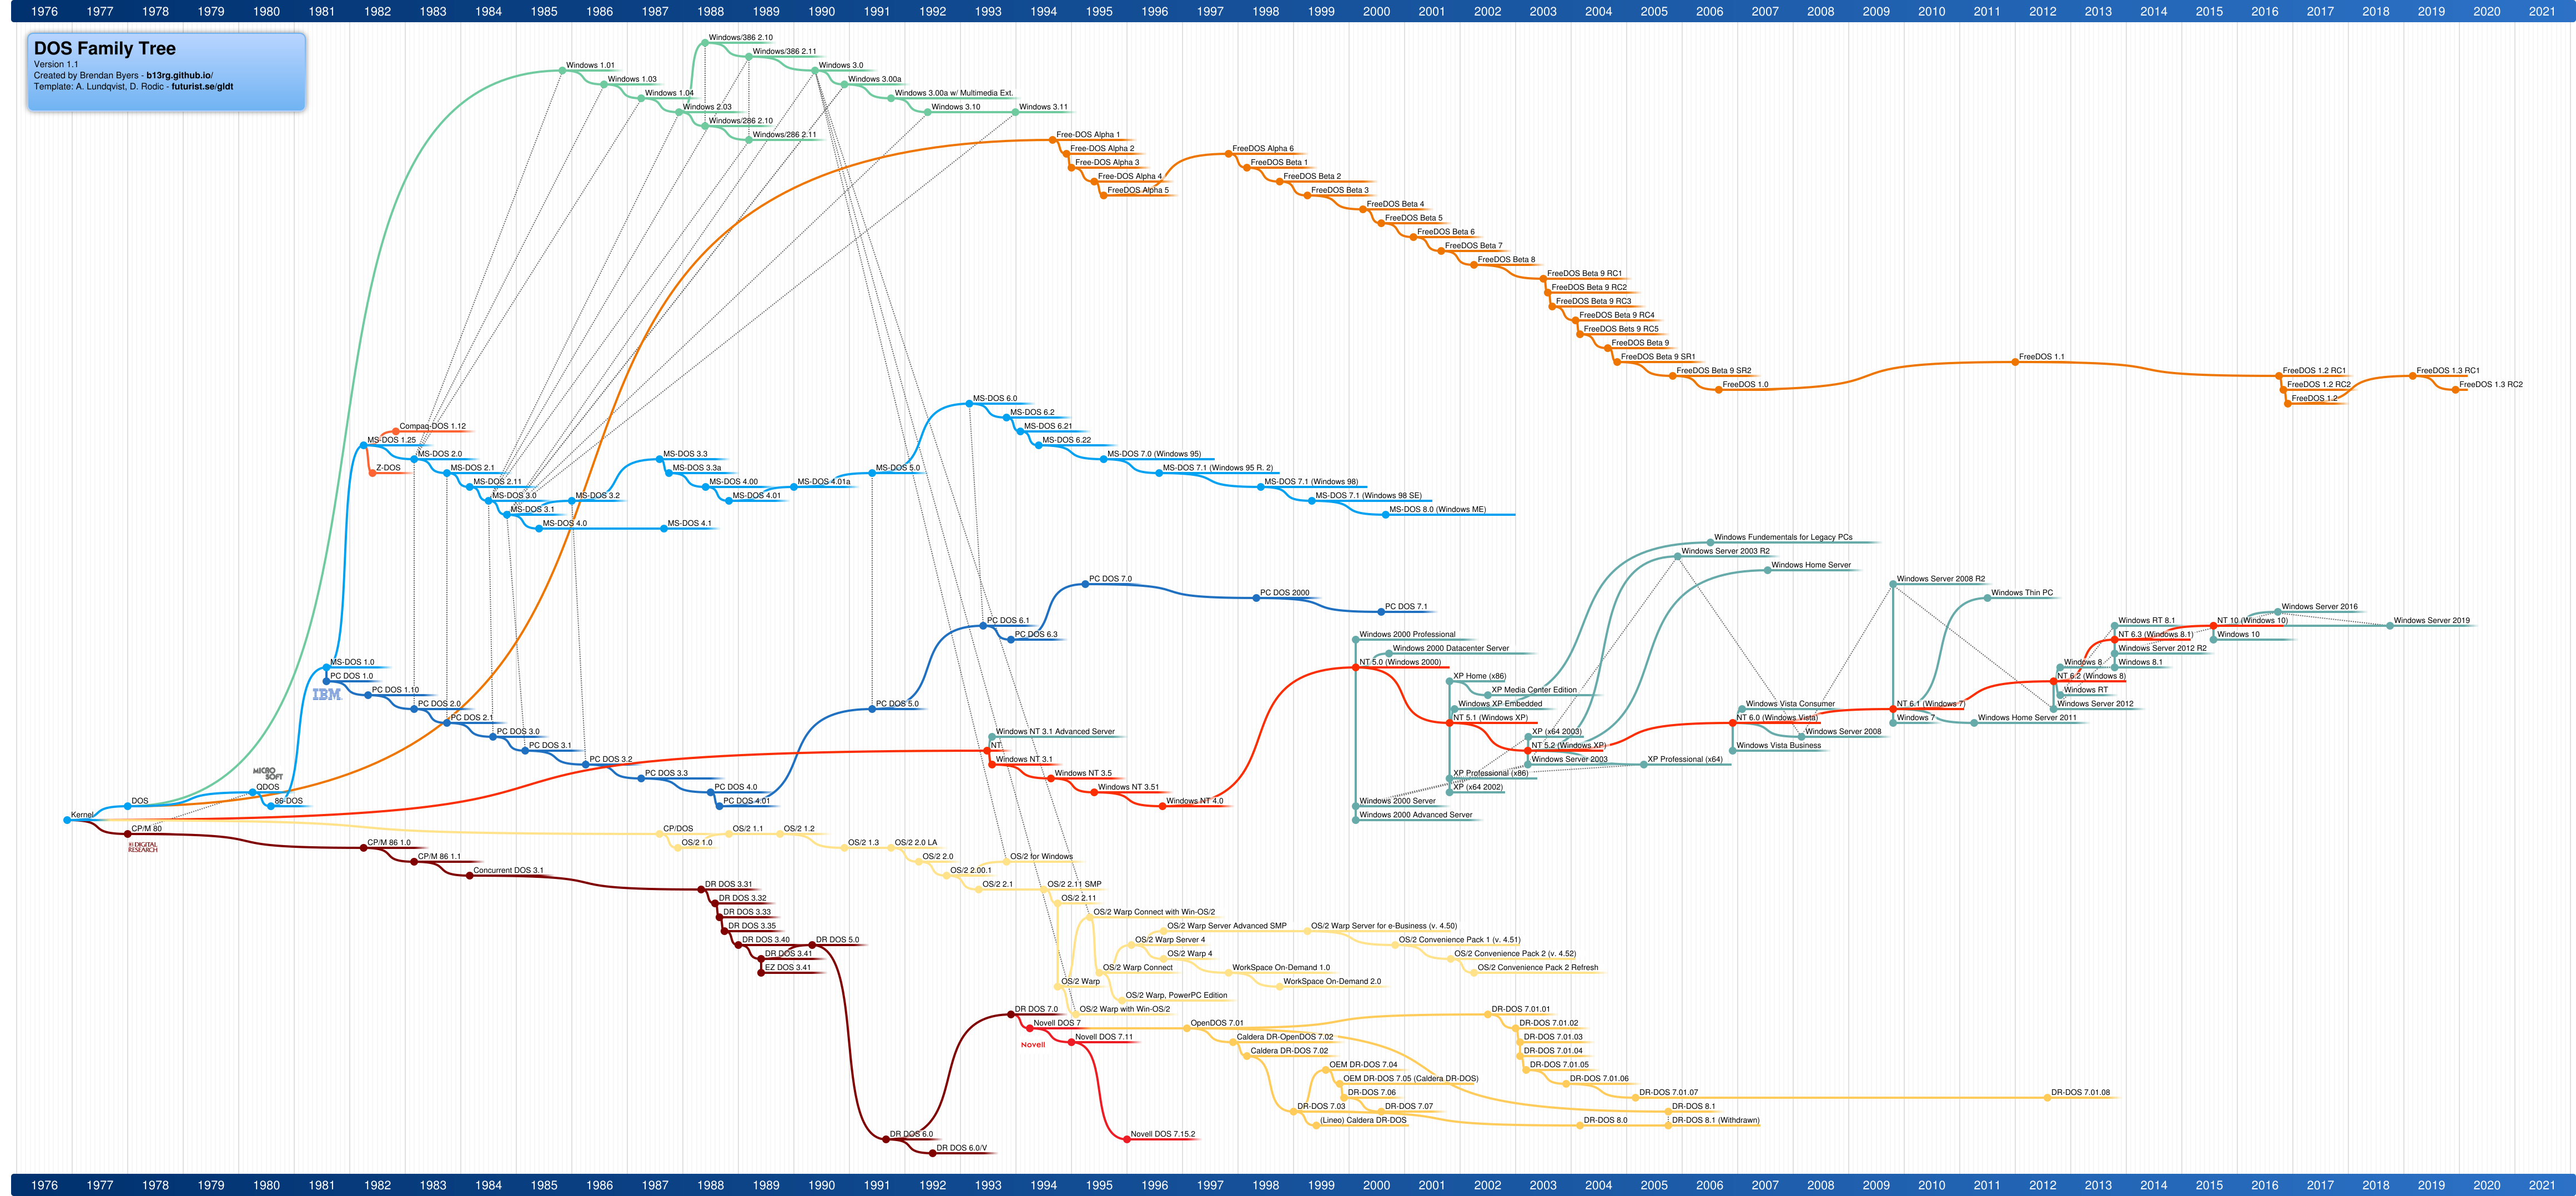 1976 1977 1978 1979 1980 1981 1982 1983 1984 1985 1986 1987 1988 1989 1990 1991 1992 1993 1994 1995 1996 1997 1998 1999 2000 2001 2002 2003 2004 2005 2006 2007 2008 2009 2010 2011 2012 2013 2014 2015 2016 2017 2018 2019 2020 2021
DOS Family Tree
Version 1.1
Created by Brendan Byers - b13rg.github.io/
Template: A. Lundqvist, D. Rodic - futurist.se/gldt
Windows/386 2.10
Windows/386 2.11
Windows 1.01
Windows 3.0
Windows 1.03
Windows 3.00a
Windows 1.04
Windows 3.00a w/ Multimedia Ext.
Windows 2.03
Windows 3.10
Windows 3.11
Windows/286 2.10
Windows/286 2.11
Free-DOS Alpha 1
Free-DOS Alpha 2
FreeDOS Alpha 6
Free-DOS Alpha 3
FreeDOS Beta 1
Free-DOS Alpha 4
FreeDOS Beta 2
FreeDOS Alpha 5
FreeDOS Beta 3
FreeDOS Beta 4
FreeDOS Beta 5
FreeDOS Beta 6
FreeDOS Beta 7
FreeDOS Beta 8
FreeDOS Beta 9 RC1
FreeDOS Beta 9 RC2
FreeDOS Beta 9 RC3
FreeDOS Beta 9 RC4
FreeDOS Bets 9 RC5
FreeDOS Beta 9
FreeDOS Beta 9 SR1
FreeDOS 1.1
FreeDOS Beta 9 SR2
FreeDOS 1.2 RC1
FreeDOS 1.3 RC1
FreeDOS 1.0
FreeDOS 1.2 RC2
FreeDOS 1.3 RC2
FreeDOS 1.2
MS-DOS 6.0
MS-DOS 6.2
Compaq-DOS 1.12
MS-DOS 6.21
MS-DOS 1.25
MS-DOS 6.22
MS-DOS 2.0
MS-DOS 3.3
MS-DOS 7.0 (Windows 95)
Z-DOS
MS-DOS 2.1
MS-DOS 3.3a
MS-DOS 5.0
MS-DOS 7.1 (Windows 95 R. 2)
MS-DOS 2.11
MS-DOS 4.00
MS-DOS 4.01a
MS-DOS 7.1 (Windows 98)
MS-DOS 3.0
MS-DOS 3.2
MS-DOS 4.01
MS-DOS 7.1 (Windows 98 SE)
MS-DOS 3.1
MS-DOS 8.0 (Windows ME)
MS-DOS 4.0
MS-DOS 4.1
Windows Fundementals for Legacy PCs
Windows Server 2003 R2
Windows Home Server
PC DOS 7.0
Windows Server 2008 R2
PC DOS 2000
Windows Thin PC
PC DOS 7.1
Windows Server 2016
PC DOS 6.1
Windows RT 8.1
NT 10 (Windows 10)
Windows Server 2019
PC DOS 6.3
Windows 2000 Professional
NT 6.3 (Windows 8.1)
Windows 10
Windows 2000 Datacenter Server
Windows Server 2012 R2
MS-DOS 1.0
NT 5.0 (Windows 2000)
Windows 8
Windows 8.1
PC DOS 1.0
XP Home (x86)
NT 6.2 (Windows 8)
IBM
PC DOS 1.10
XP Media Center Edition
Windows RT
PC DOS 2.0
PC DOS 5.0
Windows XP Embedded
Windows Vista Consumer
NT 6.1 (Windows 7)
Windows Server 2012
PC DOS 2.1
NT 5.1 (Windows XP)
NT 6.0 (Windows Vista)
Windows 7
Windows Home Server 2011
PC DOS 3.0
Windows NT 3.1 Advanced Server
XP (x64 2003)
Windows Server 2008
PC DOS 3.1
NT
NT 5.2 (Windows XP)
Windows Vista Business
PC DOS 3.2
Windows NT 3.1
Windows Server 2003
XP Professional (x64)
MICRO
SOFT
PC DOS 3.3
Windows NT 3.5
XP Professional (x86)
QDOS
PC DOS 4.0
Windows NT 3.51
XP (x64 2002)
DOS
86-DOS
PC DOS 4.01
Windows NT 4.0
Windows 2000 Server
Kernel
Windows 2000 Advanced Server
CP/M 80
CP/DOS
OS/2 1.1
OS/2 1.2
DIGITAL
RESEARCH
CP/M 86 1.0
OS/2 1.0
OS/2 1.3
OS/2 2.0 LA
CP/M 86 1.1
OS/2 2.0
OS/2 for Windows
Concurrent DOS 3.1
OS/2 2.00.1
DR DOS 3.31
OS/2 2.1
OS/2 2.11 SMP
DR DOS 3.32
OS/2 2.11
DR DOS 3.33
OS/2 Warp Connect with Win-OS/2
DR DOS 3.35
OS/2 Warp Server Advanced SMP
OS/2 Warp Server for e-Business (v. 4.50)
DR DOS 3.40
DR DOS 5.0
OS/2 Warp Server 4
OS/2 Convenience Pack 1 (v. 4.51)
DR DOS 3.41
OS/2 Warp 4
OS/2 Convenience Pack 2 (v. 4.52)
EZ DOS 3.41
OS/2 Warp Connect
WorkSpace On-Demand 1.0
OS/2 Convenience Pack 2 Refresh
OS/2 Warp
WorkSpace On-Demand 2.0
OS/2 Warp, PowerPC Edition
DR DOS 7.0
OS/2 Warp with Win-OS/2
DR-DOS 7.01.01
Novell DOS 7
OpenDOS 7.01
DR-DOS 7.01.02
Novell
Novell DOS 7.11
Caldera DR-OpenDOS 7.02
DR-DOS 7.01.03
Caldera DR-DOS 7.02
DR-DOS 7.01.04
OEM DR-DOS 7.04
DR-DOS 7.01.05
OEM DR-DOS 7.05 (Caldera DR-DOS)
DR-DOS 7.01.06
DR-DOS 7.06
DR-DOS 7.01.07
DR-DOS 7.01.08
DR-DOS 7.03
DR-DOS 7.07
DR-DOS 8.1
(Lineo) Caldera DR-DOS
DR-DOS 8.0
DR-DOS 8.1 (Withdrawn)
DR DOS 6.0
Novell DOS 7.15.2
DR DOS 6.0/V
1976 1977 1978 1979 1980 1981 1982 1983 1984 1985 1986 1987 1988 1989 1990 1991 1992 1993 1994 1995 1996 1997 1998 1999 2000 2001 2002 2003 2004 2005 2006 2007 2008 2009 2010 2011 2012 2013 2014 2015 2016 2017 2018 2019 2020 2021